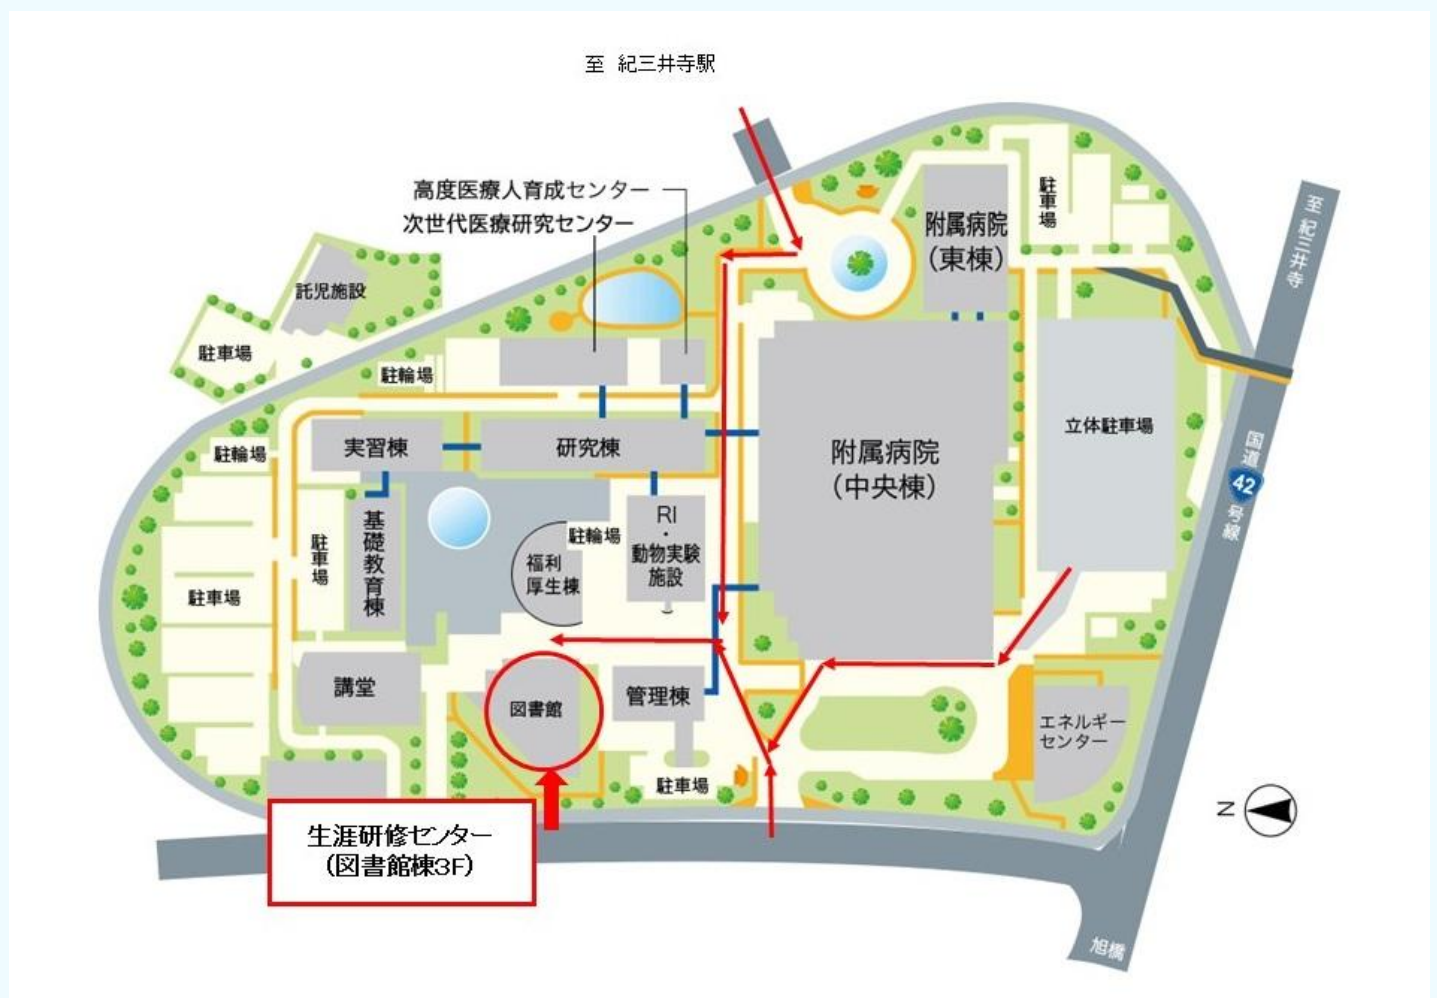 至 紀三井寺駅
高度医療人育成センター
次世代医療研究センター
附属病院
(東棟)
駐車場
至 紀三井寺
託児施設
駐車場
駐輪場
立体駐車場
実習棟
研究棟
附属病院
(中央棟)
駐輪場
国道
42
号線
RI
・
動物実験
施設
駐輪場
基礎教育棟
駐車場
福利
厚生棟
駐車場
講堂
図書館
管理棟
エネルギー
センター
駐車場
N
生涯研修センター
(図書館棟3F)
旭橋